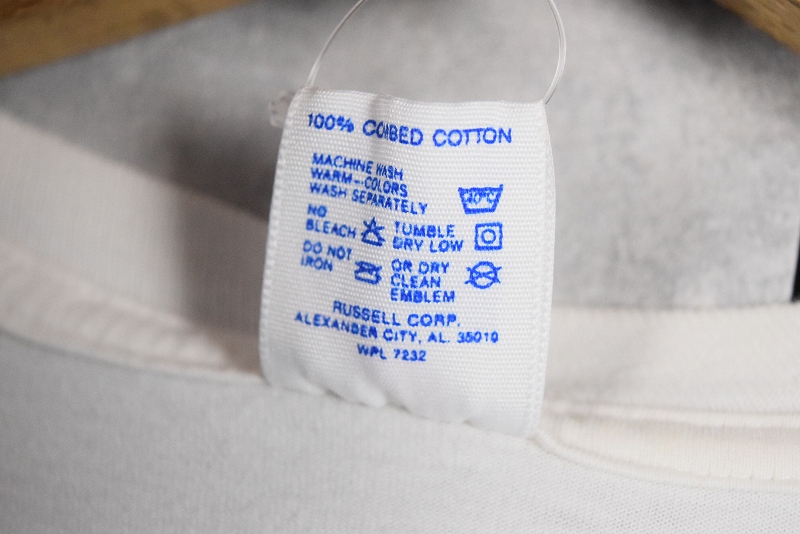 100% COMBED COTTON
MACHINE WASH
WARM--COLORS
WASH SEPARATELY
40°C
NO
BLEACH
TUMBLE
DRY LOW
DO NOT
IRON
OR DRY
CLEAN
EMBLEM
RUSSELL CORP.
ALEXANDER CITY, AL. 35010
WPL 7232